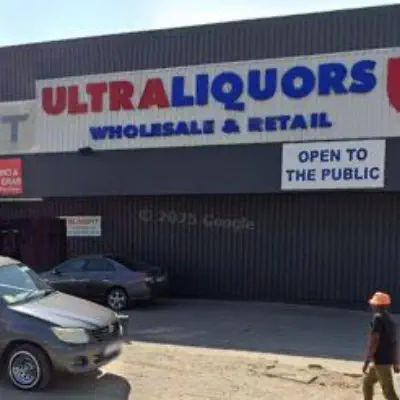 ULTRALIQUORS
WHOLESALE & RETAIL
OPEN TO
THE PUBLIC
T
© 2025 Google